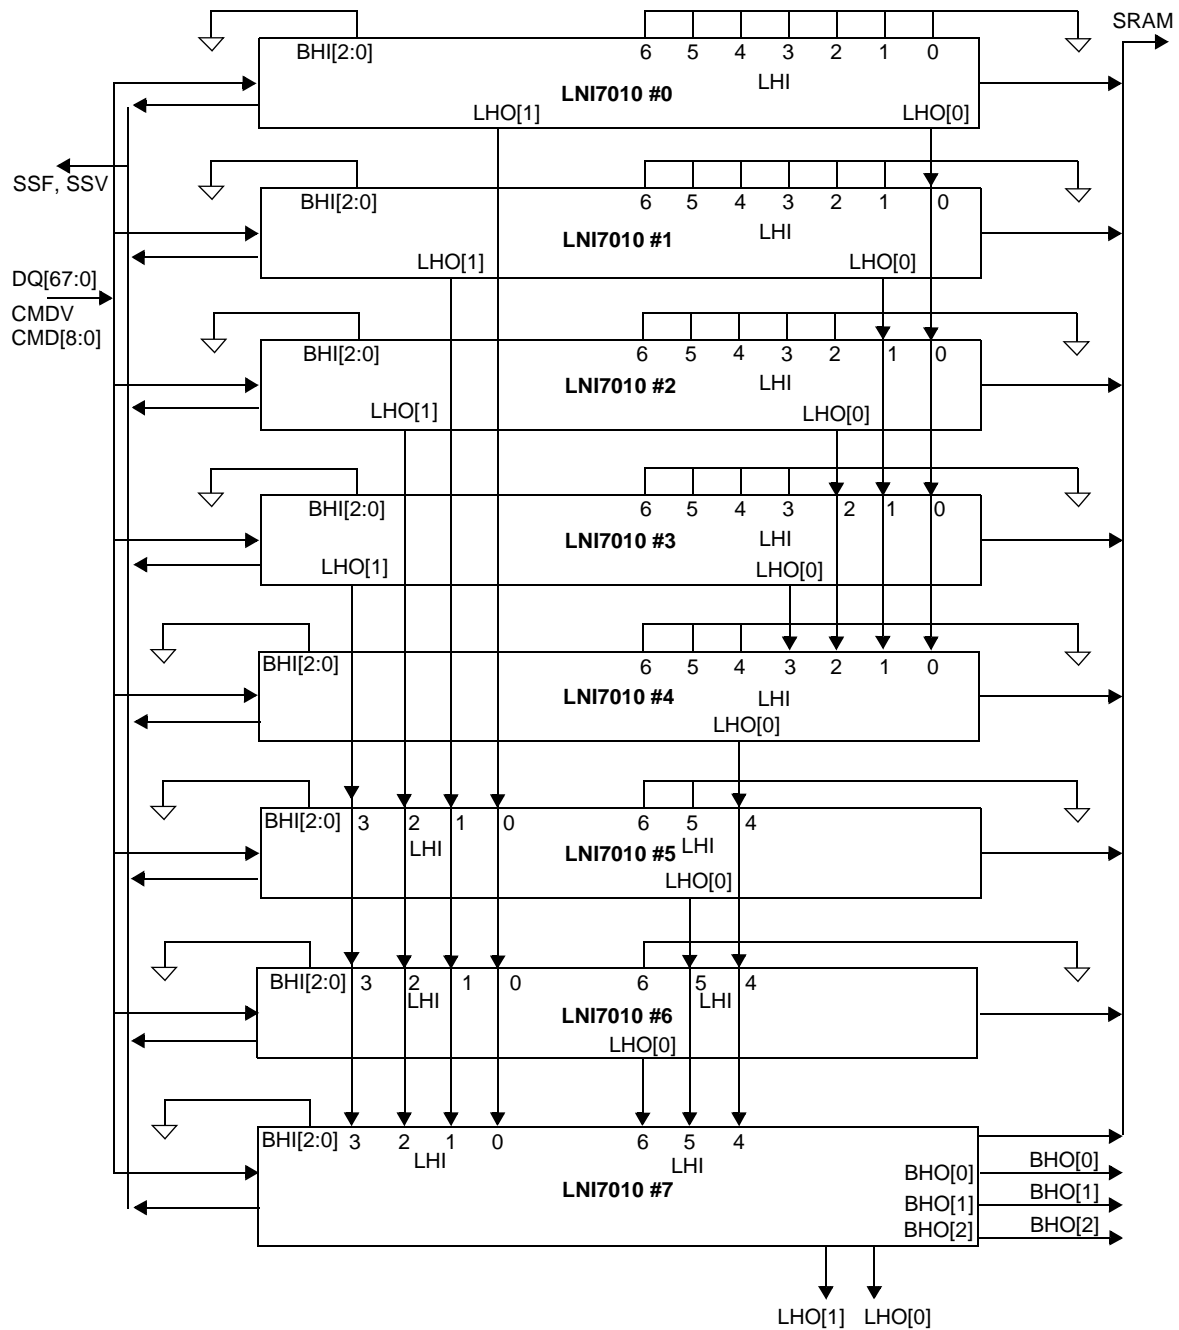 SRAM
BHI[2:0] 6 5 4 3 2 1 0
LHI
LNI7010 #0
LHO[1] LHO[0]
SSF, SSV
BHI[2:0] 6 5 4 3 2 1 0
LHI
LNI7010 #1
LHO[1] LHO[0]
DQ[67:0]
CMDV
CMD[8:0]
BHI[2:0] 6 5 4 3 2 1 0
LHI
LNI7010 #2
LHO[1] LHO[0]
BHI[2:0] 6 5 4 3 2 1 0
LHI
LNI7010 #3
LHO[1] LHO[0]
BHI[2:0] 6 5 4 3 2 1 0
LHI
LNI7010 #4
LHO[0]
BHI[2:0] 3 2 1 0 6 5 4
LHI LHI
LNI7010 #5
LHO[0]
BHI[2:0] 3 2 1 0 6 5 4
LHI LHI
LNI7010 #6
LHO[0]
BHI[2:0] 3 2 1 0 6 5 4
LHI LHI
LNI7010 #7
BHO[0] BHO[0]
BHO[1] BHO[1]
BHO[2] BHO[2]
LHO[1] LHO[0]